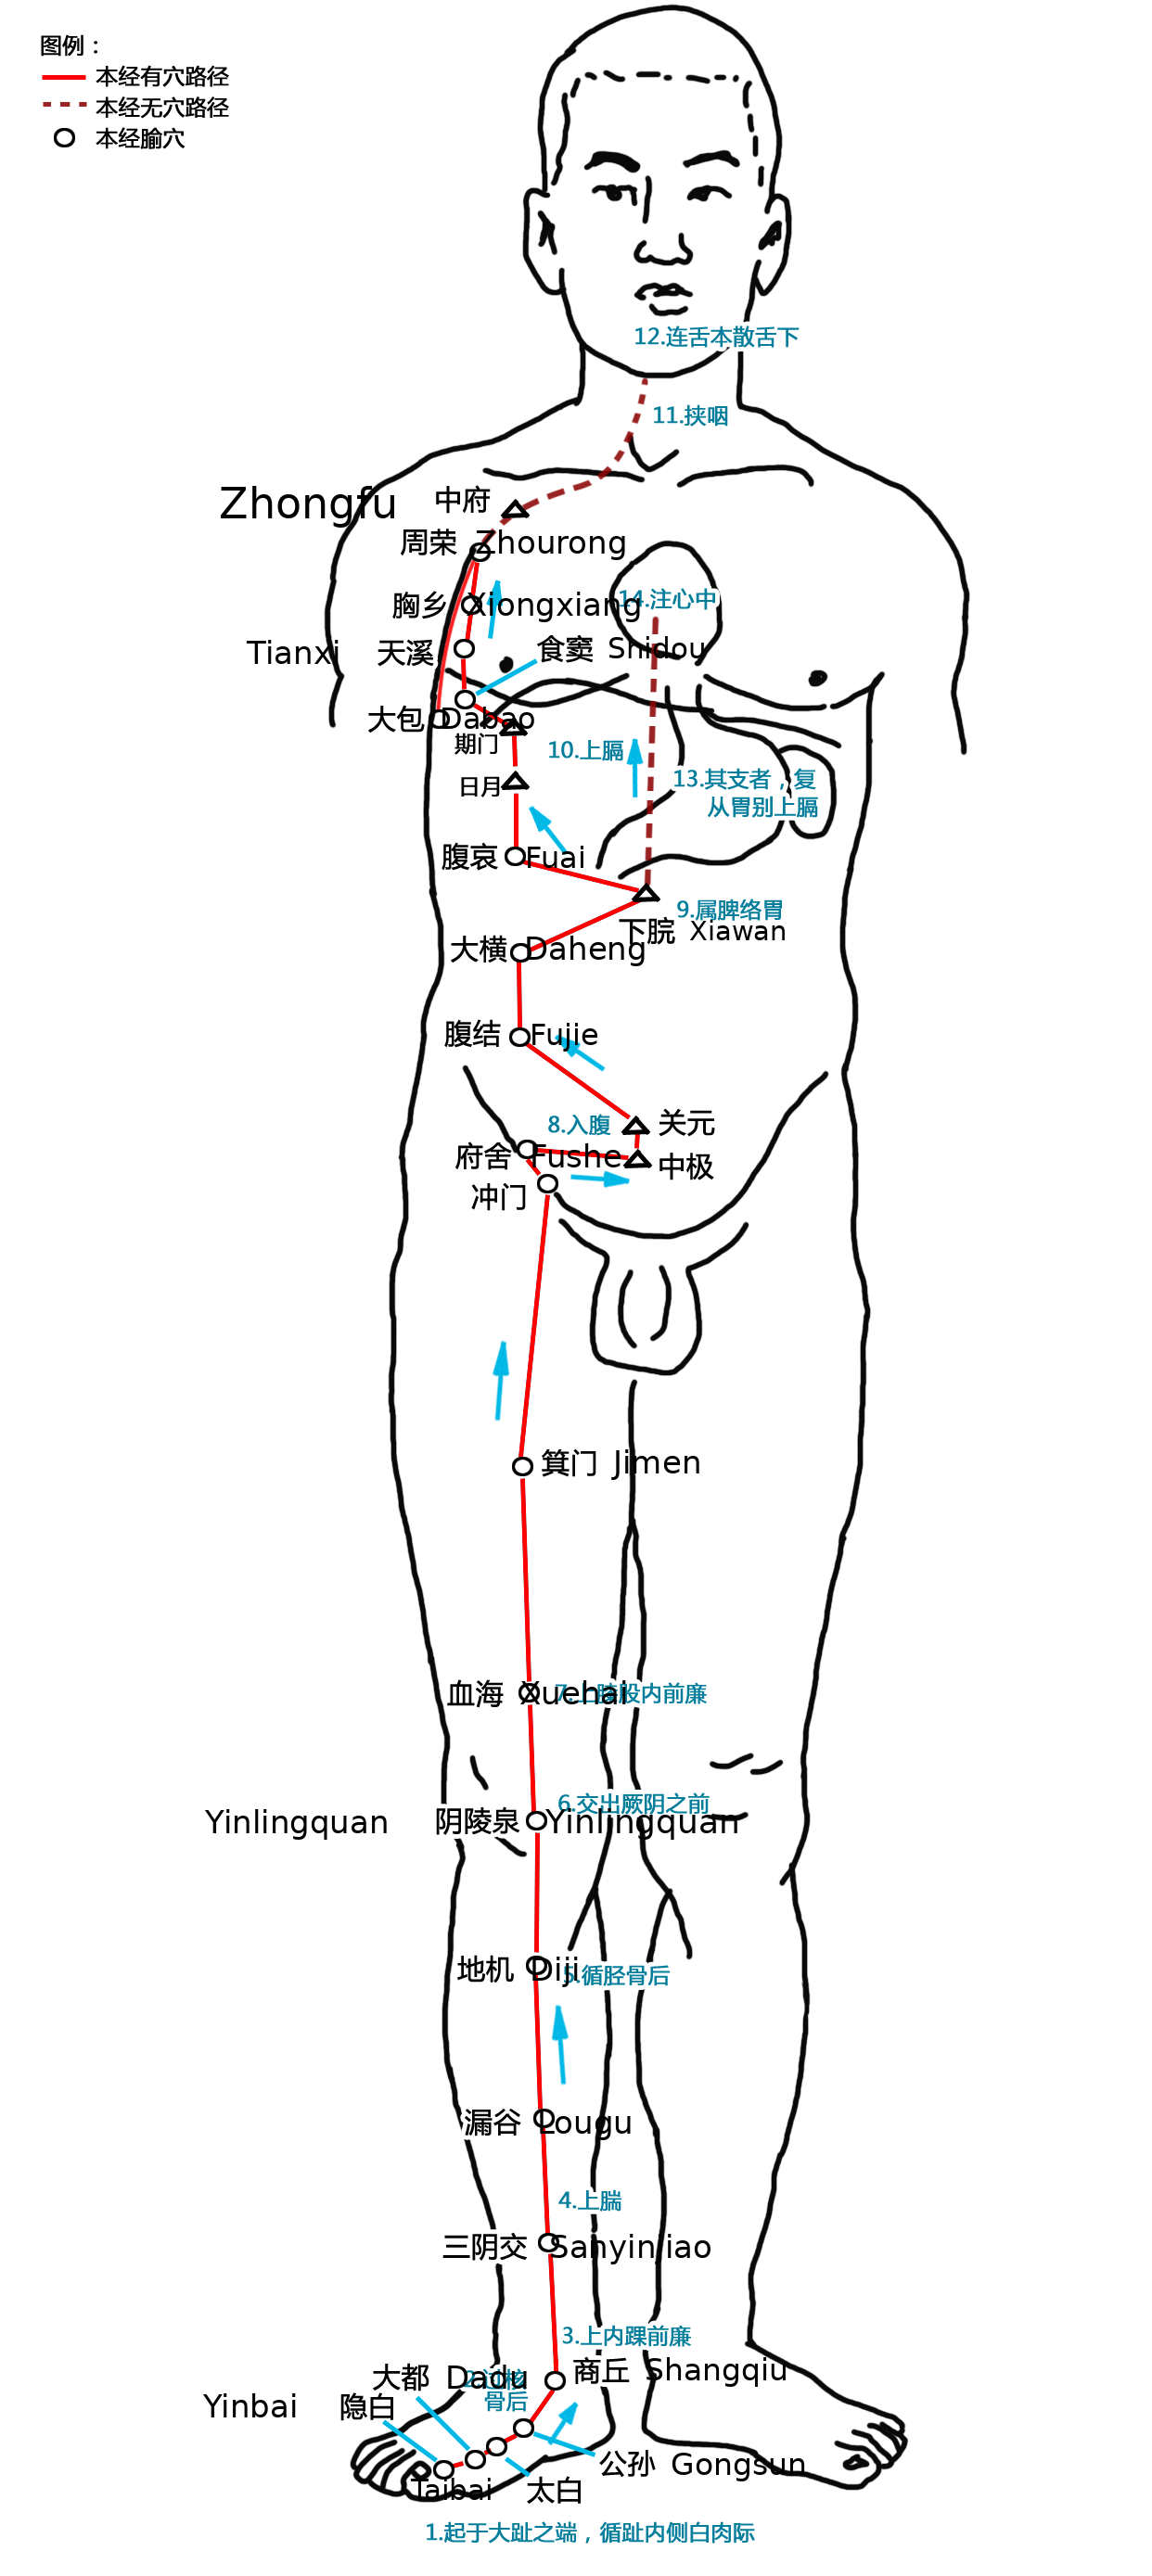 图例：
本经有穴路径
本经无穴路径
本经腧穴
12.连舌本散舌下
11.挟咽
Zhongfu 中府
周荣 Zhourong
14.注心中
胸乡 Xiongxiang
Tianxi 天溪
食窦 Shidou
大包 Dabao
期门
10.上膈
日月
13.其支者，复
从胃别上膈
腹哀 Fuai
9.属脾络胃
下脘 Xiawan
大横 Daheng
腹结 Fujie
8.入腹
关元
府舍 Fushe
中极
冲门
箕门 Jimen
血海 Xuehai
7.上膝股内前廉
6.交出厥阴之前
Yinlingquan 阴陵泉 Yinlingquan
地机 Diji
5.循胫骨后
漏谷 Lougu
4.上腨
三阴交 Sanyinjiao
3.上内踝前廉
商丘 Shangqiu
大都 Dadu
2.过核
骨后
Yinbai 隐白
公孙 Gongsun
Taibai 太白
1.起于大趾之端，循趾内侧白肉际